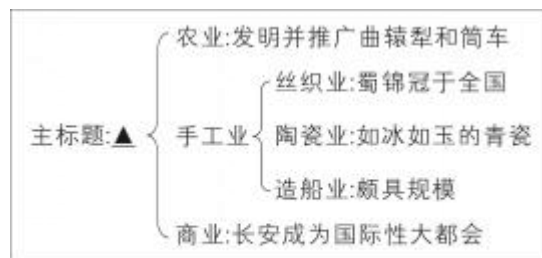 农业:发明并推广曲辕犁和筒车
丝织业:蜀锦冠于全国
主标题:▲
手工业
陶瓷业:如冰如玉的青瓷
造船业:颇具规模
商业:长安成为国际性大都会